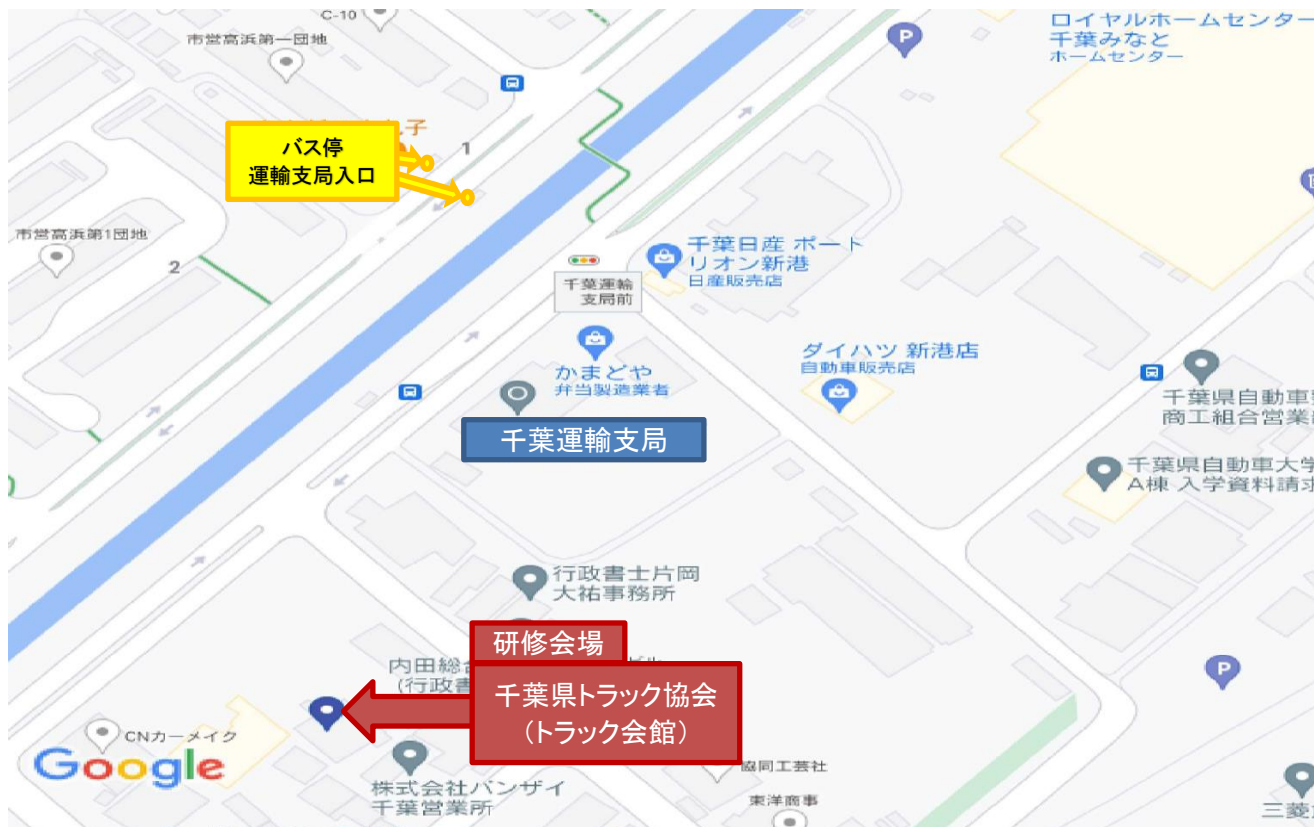 C-10
市営高浜第一団地
ロイヤルホームセンター
千葉みなと
ホームセンター
P
子
バス停
運輸支局入口
1
市営高浜第1団地
2
千葉日産 ポート
リオン新港
日産販売店
千葉運輸
支局前
かまどや
弁当製造業者
ダイハツ 新港店
自動車販売店
千葉運輸支局
千葉県自動車
商工組合営業
千葉県自動車大学
A棟 入学資料請求
行政書士片岡
大祐事務所
研修会場
内田総
(行政書
千葉県トラック協会
(トラック会館)
P
CNカーメイク
Google
株式会社バンザイ
千葉営業所
協同工芸社
東洋商事
三菱